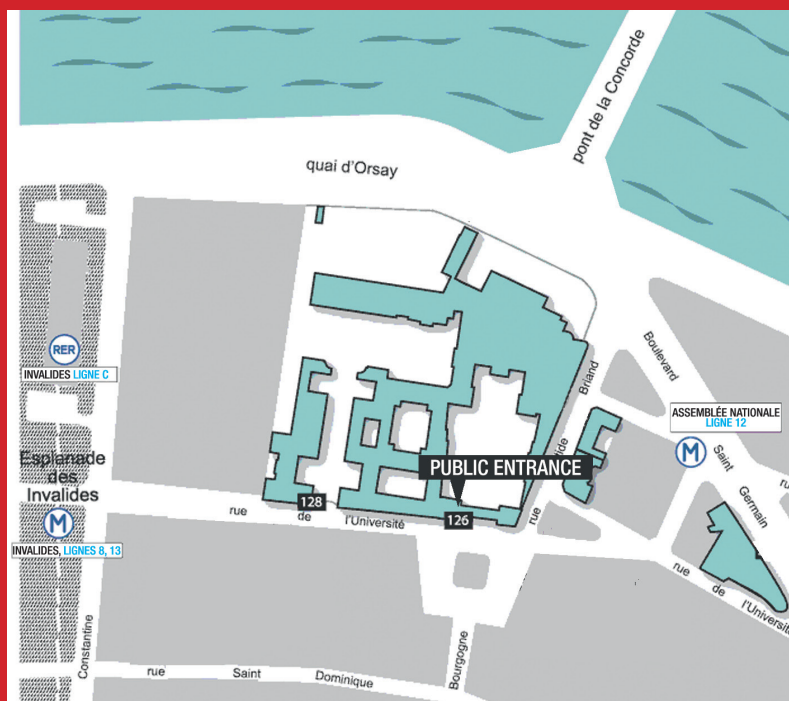 pont de la Concorde
quai d'Orsay
RER
INVALIDES LIGNE C
Briand
Boulevard
ASSEMBLÉE NATIONALE
LIGNE 12
M
Esplanade
des
Invalides
M
INVALIDES, LIGNES 8, 13
PUBLIC ENTRANCE
128
126
rue
de
l'Université
rue
Saint
Germain
rue
de
l'Université
Constantine
rue
Saint
Dominique
Bourgogne